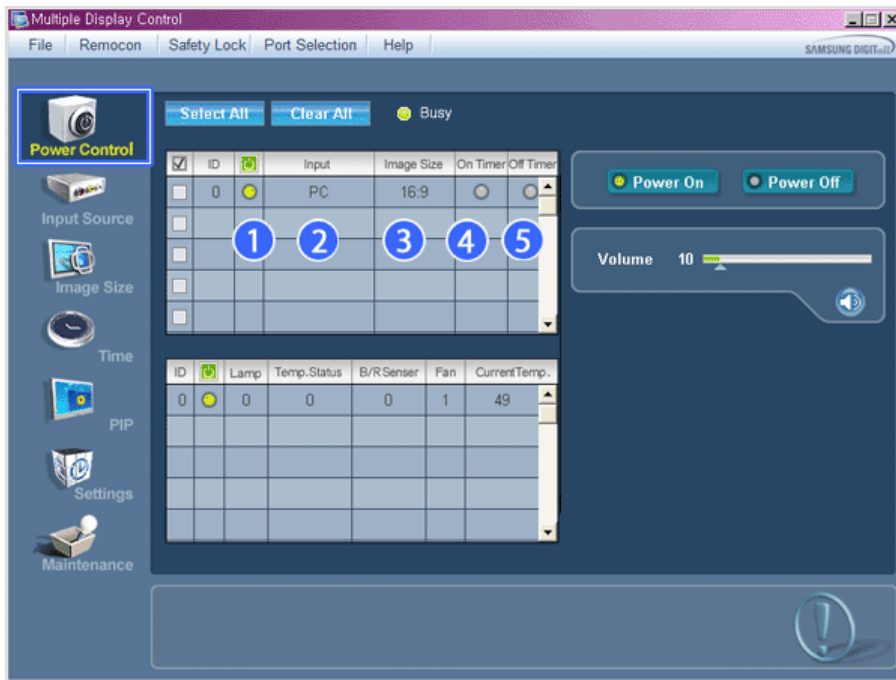 Multiple Display Control
File Remocon Safety Lock Port Selection Help
SAMSUNG DIGITall
Select All Clear All Busy
Power Control
ID Input Image Size On Timer Off Timer
0 PC 16:9
1 2 3 4 5
Power On Power Off
Input Source
Volume 10
Image Size
Time
ID Lamp Temp.Status B/RSenser Fan CurrentTemp.
0 0 0 0 1 49
PIP
Settings
Maintenance